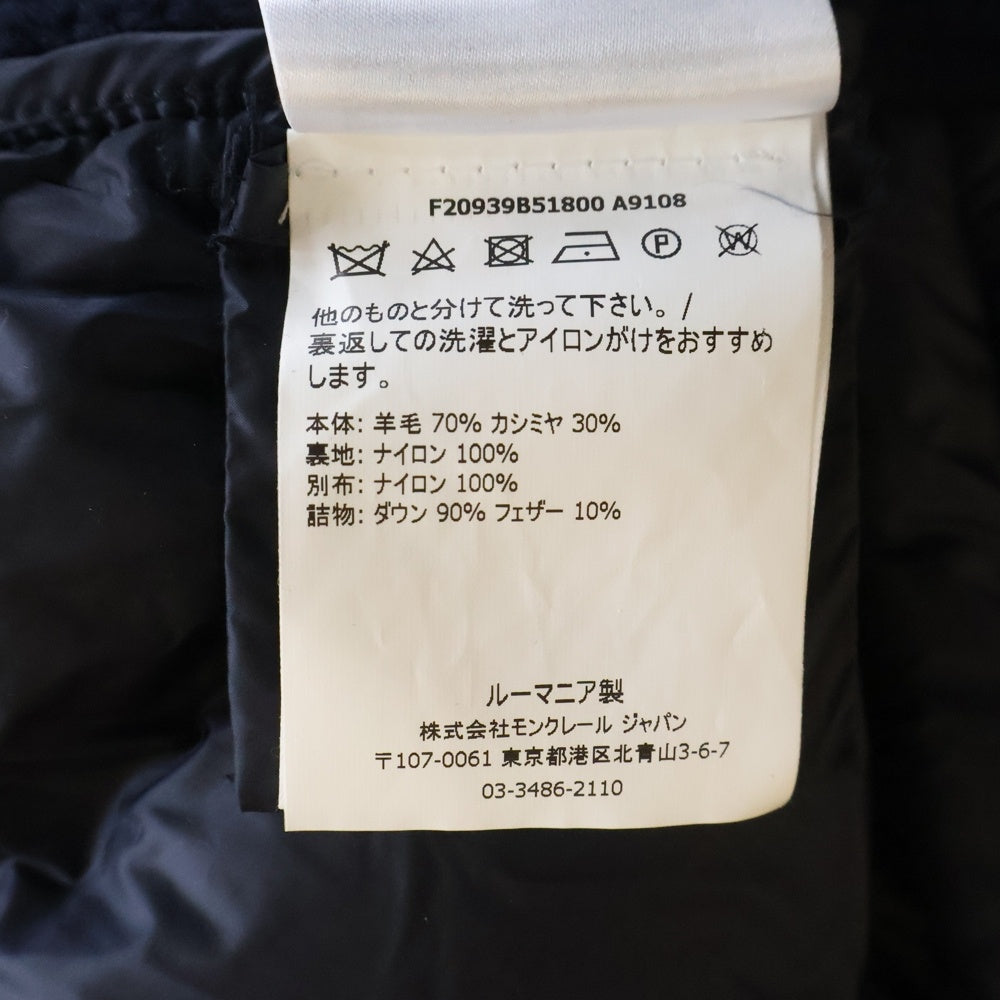 F20939B51800 A9108
P
W
他のものと分けて洗って下さい。/
裏返しての洗濯とアイロンがけをおすすめ
します。
本体: 羊毛 70% カシミヤ 30%
裏地: ナイロン 100%
別布: ナイロン 100%
詰物: ダウン 90% フェザー 10%
ルーマニア製
株式会社モンクレール ジャパン
〒107-0061 東京都港区北青山3-6-7
03-3486-2110